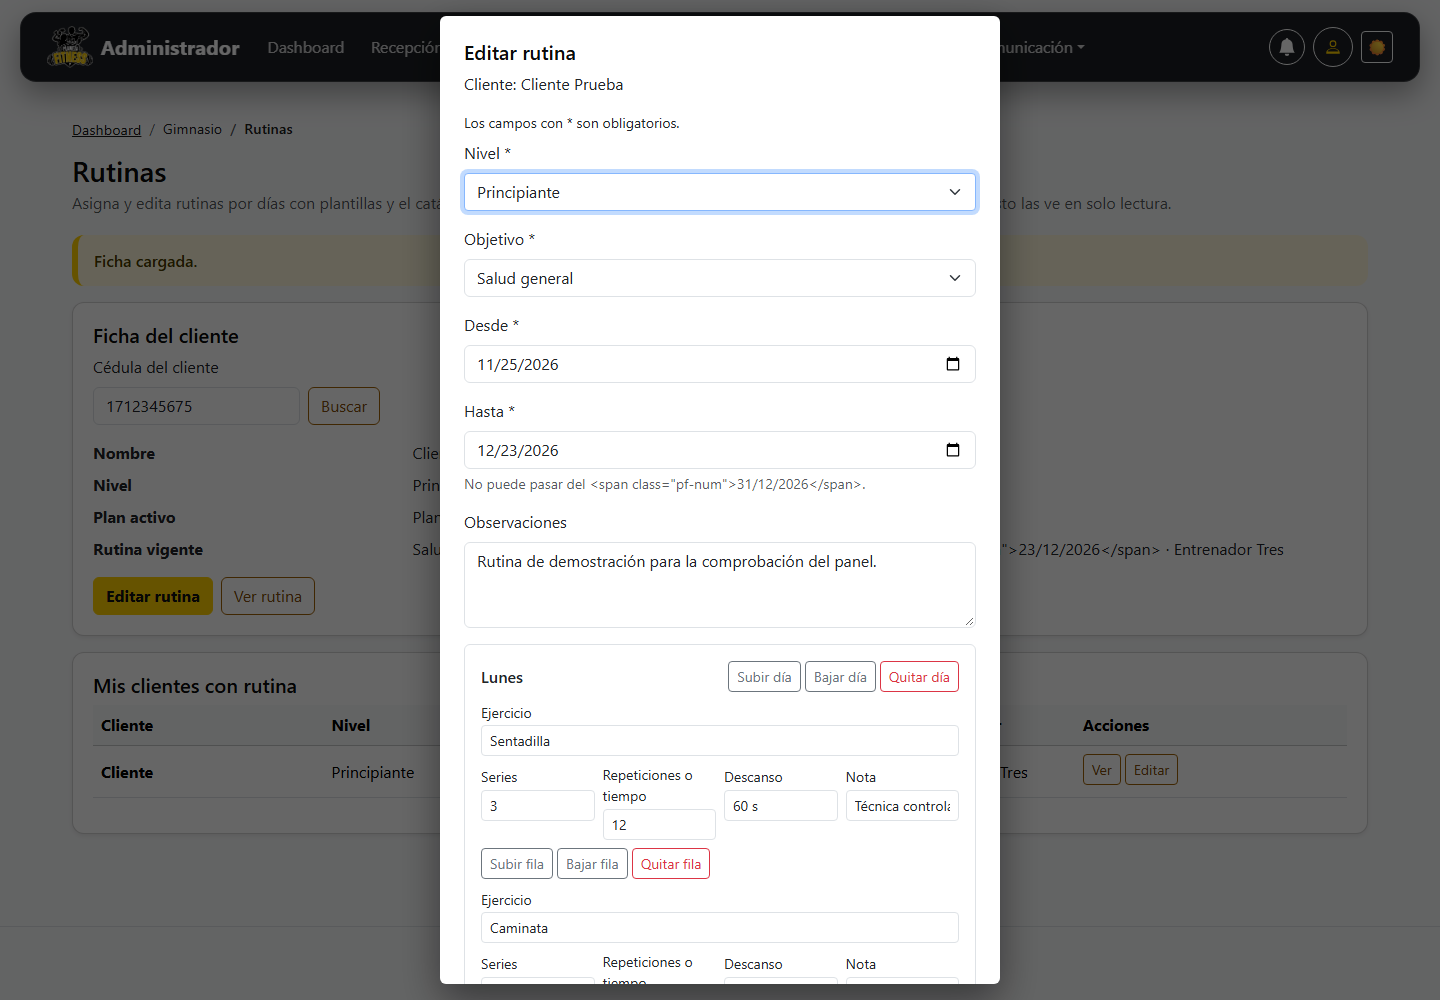 Administrador
Dashboard
Recepción
municación
Dashboard / Gimnasio / Rutinas
Rutinas
Asigna y edita rutinas por días con plantillas y el catá
to las ve en solo lectura.
Ficha cargada.
Ficha del cliente
Cédula del cliente
1712345675
Buscar
Nombre
Clie
Nivel
Prin
Plan activo
Plan
Rutina vigente
Salu
">23/12/2026</span> · Entrenador Tres
Editar rutina
Ver rutina
Mis clientes con rutina
Cliente
Nivel
Acciones
Cliente
Principiante
Tres
Ver
Editar
Editar rutina
Cliente: Cliente Prueba
Los campos con * son obligatorios.
Nivel *
Principiante
Objetivo *
Salud general
Desde *
11/25/2026
Hasta *
12/23/2026
No puede pasar del <span class="pf-num">31/12/2026</span>.
Observaciones
Rutina de demostración para la comprobación del panel.
Lunes
Subir día
Bajar día
Quitar día
Ejercicio
Sentadilla
Series
Repeticiones o
tiempo
Descanso
Nota
3
12
60 s
Técnica controla
Subir fila
Bajar fila
Quitar fila
Ejercicio
Caminata
Series
Repeticiones o
tiempo
Descanso
Nota